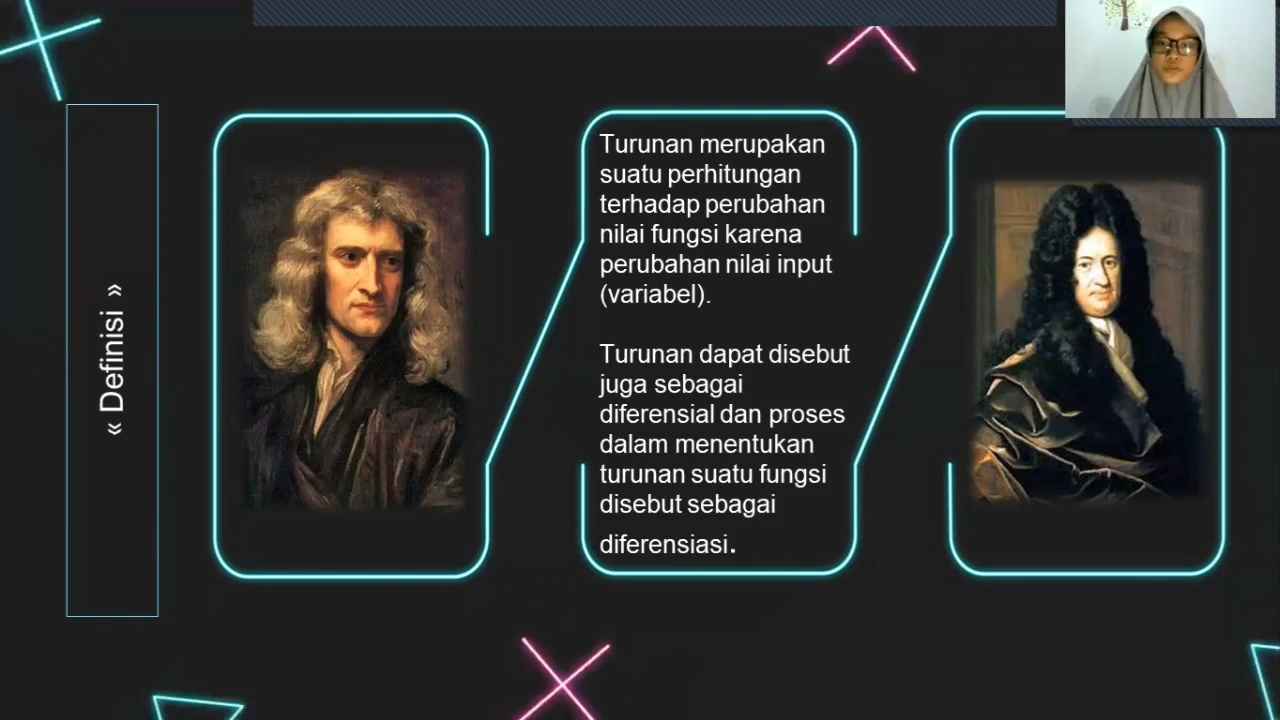 « Definisi »
Turunan merupakan
suatu perhitungan
terhadap perubahan
nilai fungsi karena
perubahan nilai input
(variabel).
Turunan dapat disebut
juga sebagai
diferensial dan proses
dalam menentukan
turunan suatu fungsi
disebut sebagai
diferensiasi.